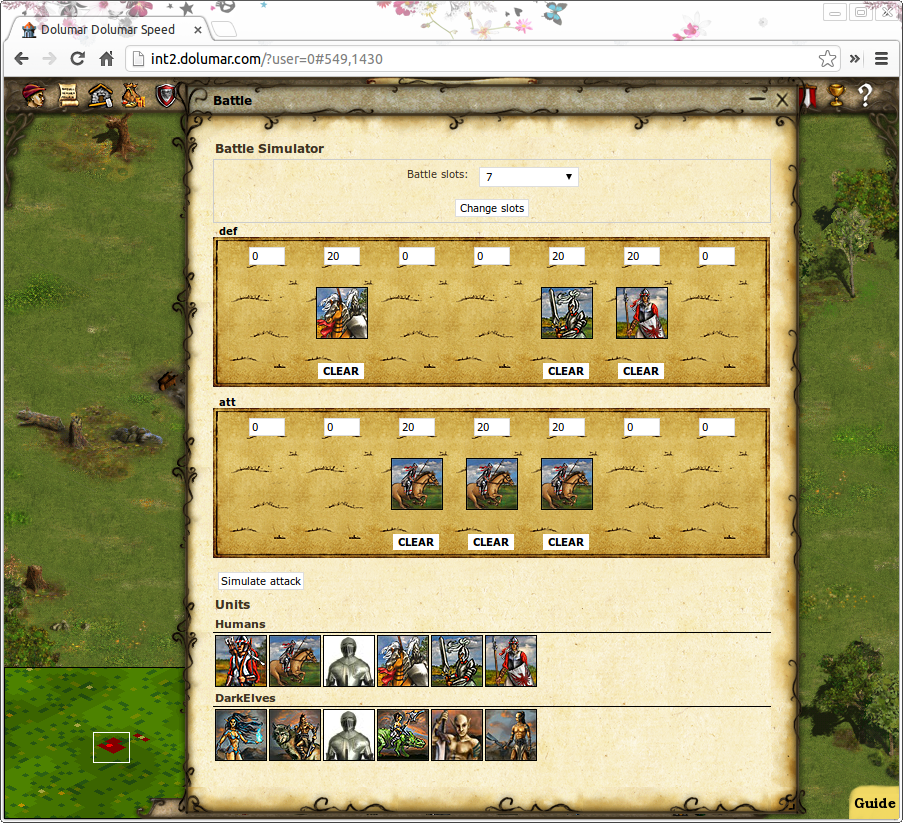 Dolumar Dolumar Speed
int2.dolumar.com/?user=0#549,1430
Battle
Battle Simulator
Battle slots: 7
Change slots
def
0 20 0 0 20 20 0
CLEAR CLEAR CLEAR
att
0 0 20 20 20 0 0
CLEAR CLEAR CLEAR
Simulate attack
Units
Humans
DarkElves
Guide